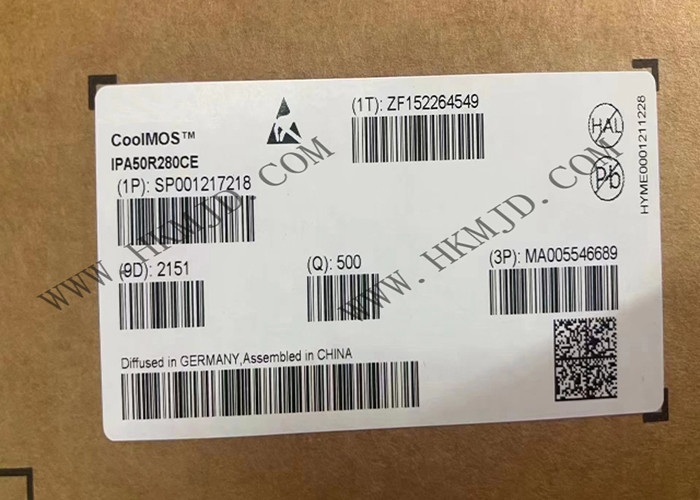 CoolMOS™
IPA50R280CE
(1P): SP001217218
(1T): ZF152264549
HAL
Pb
HYME0001211228
(9D): 2151
(Q): 500
(3P): MA005546689
Diffused in GERMANY,Assembled in CHINA
WWW.HKMJD.COM
WWW.HKMJD.COM